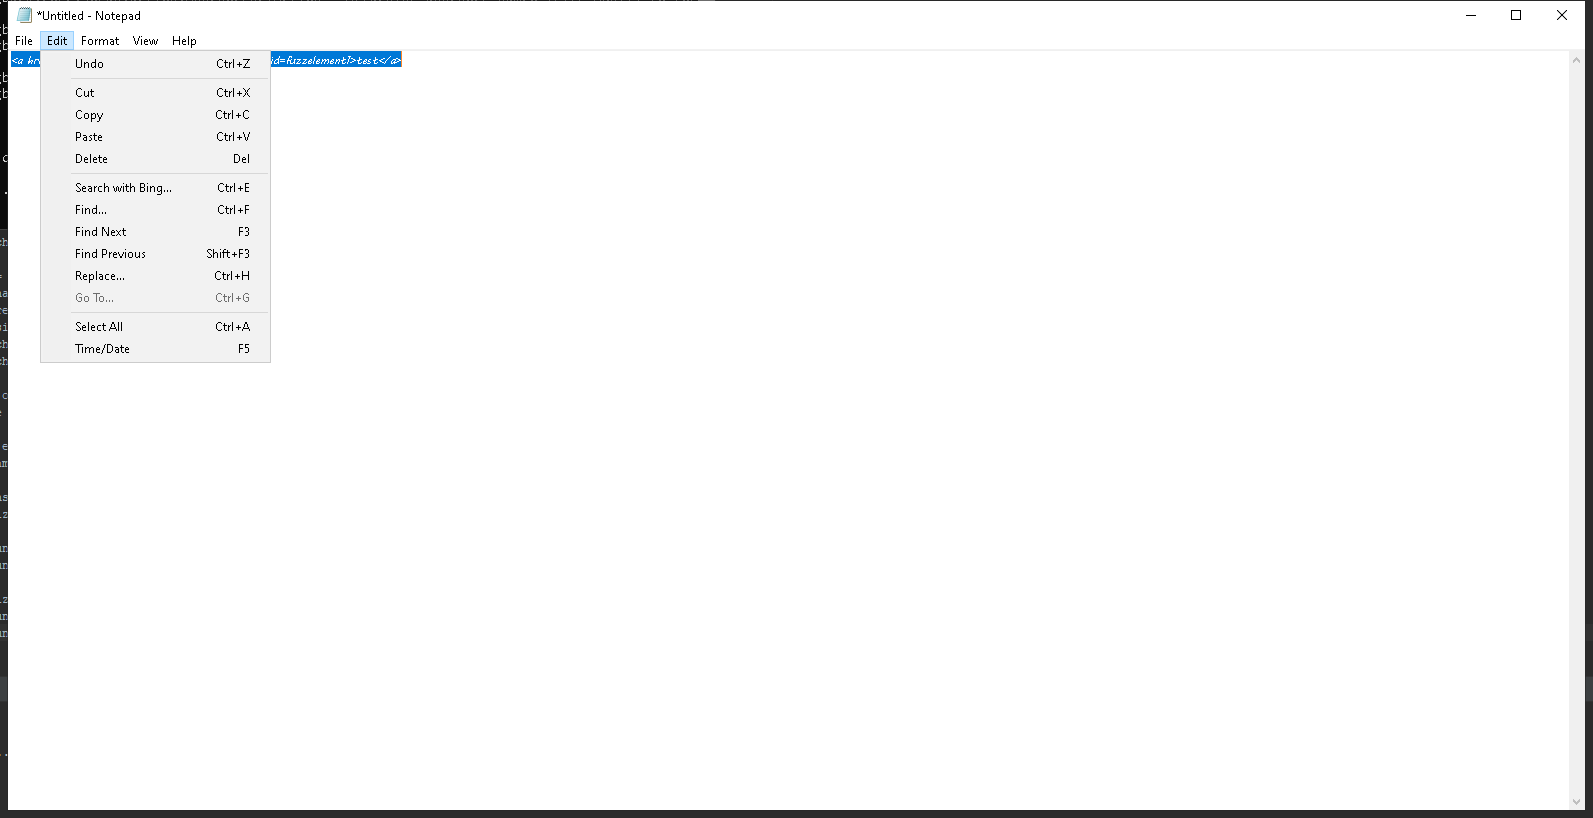 *Untitled - Notepad
File Edit Format View Help
<a hr id=fuzzelement1>test</a>
Undo Ctrl+Z
Cut Ctrl+X
Copy Ctrl+C
Paste Ctrl+V
Delete Del
Search with Bing... Ctrl+E
Find... Ctrl+F
Find Next F3
Find Previous Shift+F3
Replace... Ctrl+H
Go To... Ctrl+G
Select All Ctrl+A
Time/Date F5